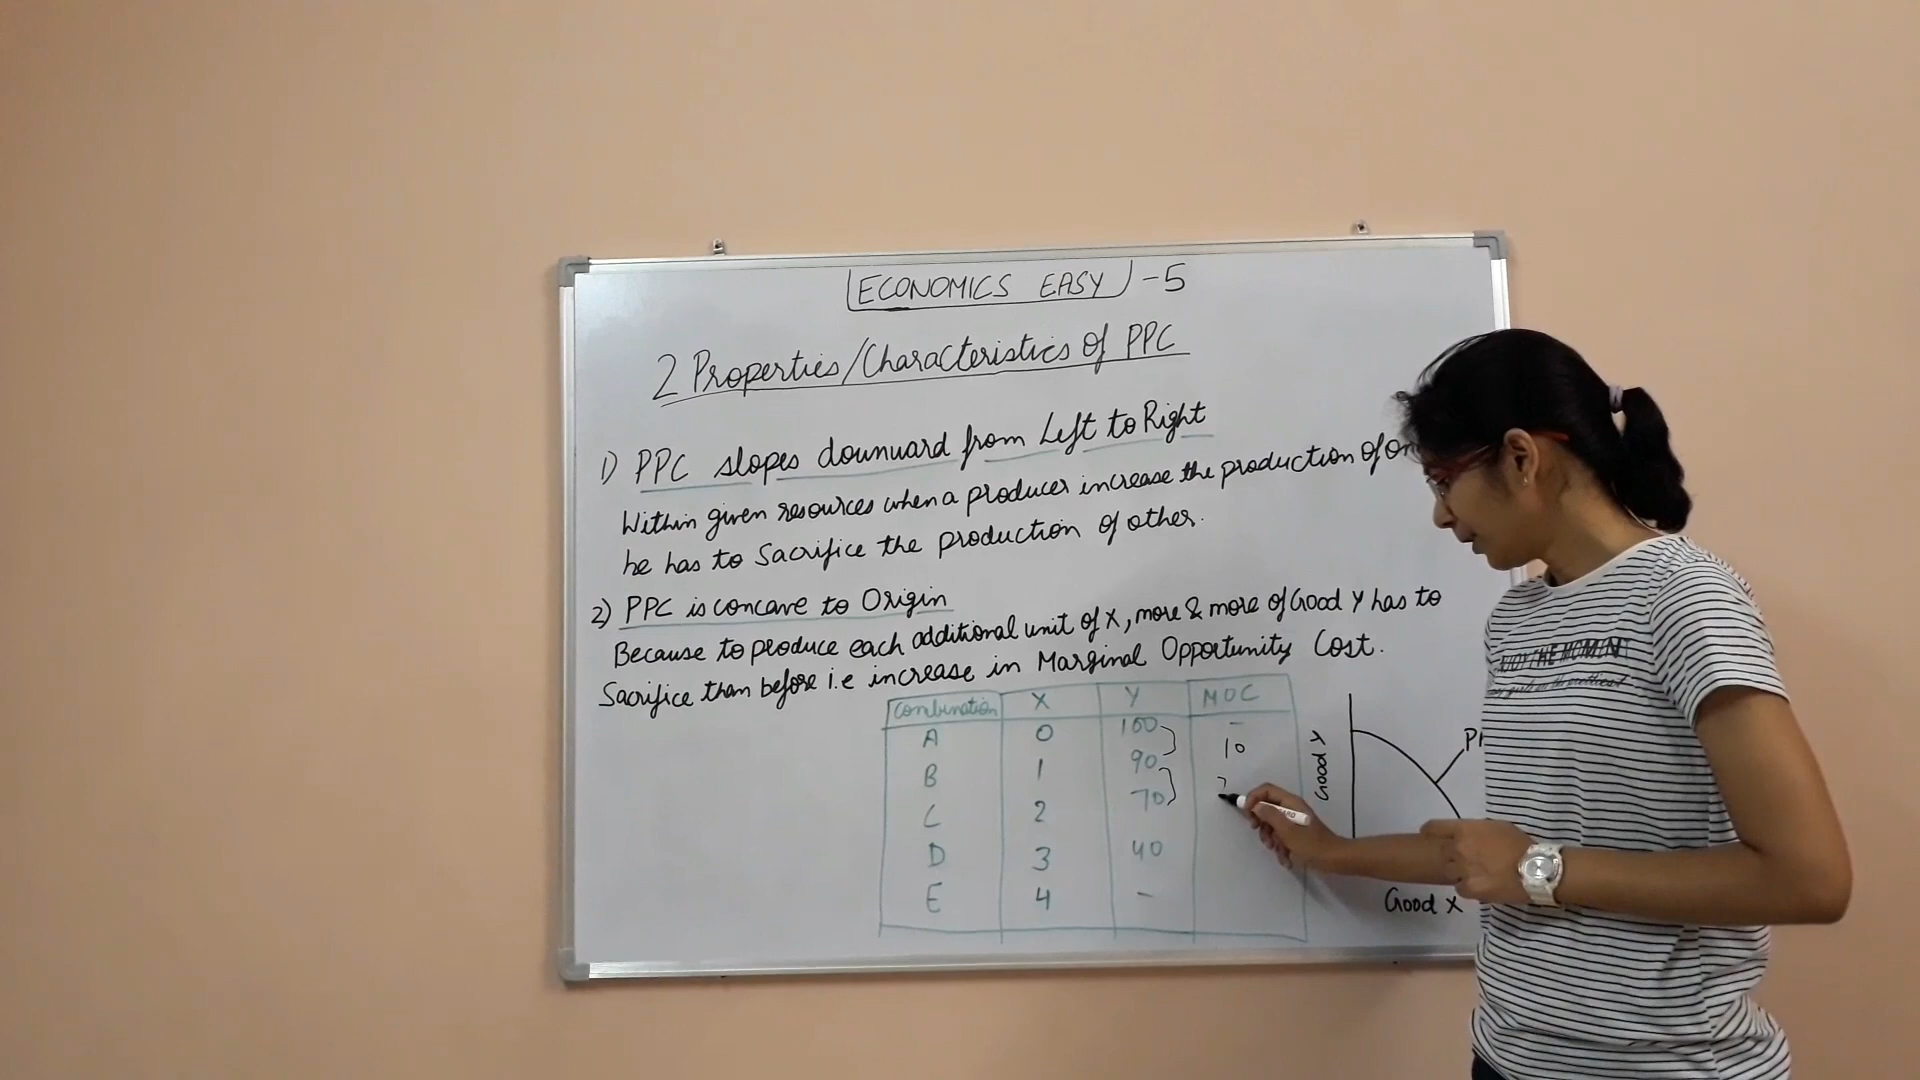 ECONOMICS EASY -5
2 Properties/Characteristics of PPC
1) PPC slopes downward from Left to Right
Within given resources when a producer increase the production of
he has to Sacrifice the production of other.
2) PPC is concave to Origin
Because to produce each additional unit of X, more & more of Good Y has to
Sacrifice than before i.e increase in Marginal Opportunity Cost.
Combination X Y MOC
A 0 100 -
B 1 90 10
C 2 70
D 3 40
E 4 -
Good Y
Good X
ENJOY THE MOMENT